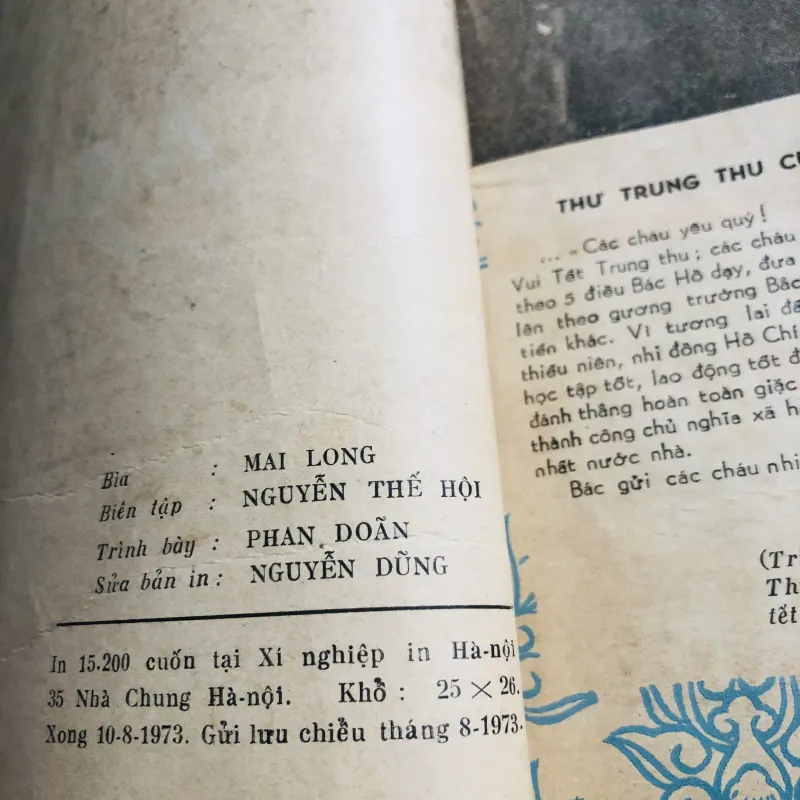 Bìa : MAI LONG
Biên tập : NGUYỄN THẾ HỘI
Trình bày : PHAN DOÃN
Sửa bản in : NGUYỄN DŨNG
In 15.200 cuốn tại Xí nghiệp in Hà-nội
35 Nhà Chung Hà-nội. Khổ : 25 × 26.
Xong 10-8-1973. Gửi lưu chiểu tháng 8-1973.
THƯ TRUNG THU
... „ Các cháu yêu quý !
Vui Tết Trung thu ; các cháu
theo 5 điều Bác Hồ dạy, đưa
lên theo gương trường Bắc
tiến khác. Vì tương lai
thiếu niên, nhi đồng Hồ Chí
học tập tốt, lao động tốt
đánh thắng hoàn toàn giặc
thành công chủ nghĩa xã
nhất nước nhà.
Bác gửi các cháu
tết